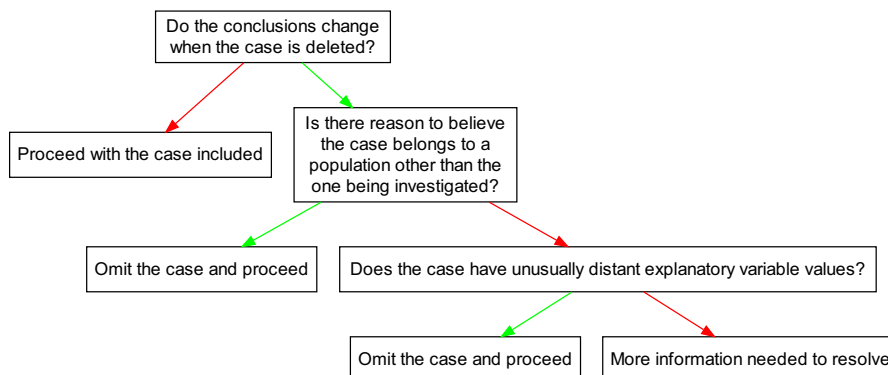 Do the conclusions change
when the case is deleted?
Proceed with the case included
Is there reason to believe
the case belongs to a
population other than the
one being investigated?
Omit the case and proceed
Does the case have unusually distant explanatory variable values?
Omit the case and proceed
More information needed to resolve